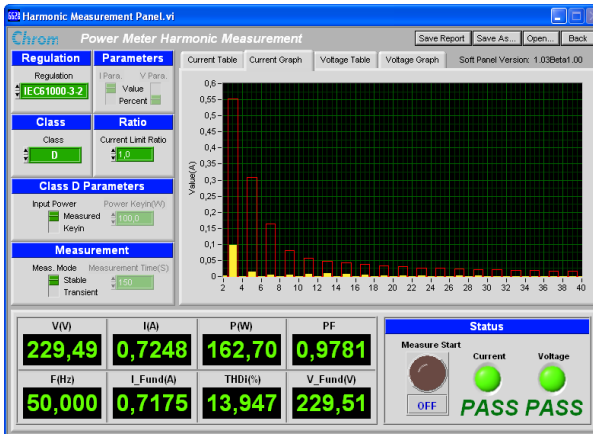 Harmonic Measurement Panel.vi
Chrom Power Meter Harmonic Measurement
Save Report Save As... Open... Back
Regulation Parameters
Regulation
IEC61000-3-2
I Para. V Para.
Value
Percent
Class Ratio
Class
D
Current Limit Ratio
1,0
Class D Parameters
Input Power Power Keyin(W)
Measured 100,0
Keyin
Measurement
Meas. Mode Measurement Time(S)
Stable 150
Transient
Current Table Current Graph Voltage Table Voltage Graph Soft Panel Version: 1.03Beta1.00
Value(A)
0,6
0,55
0,5
0,45
0,4
0,35
0,3
0,25
0,2
0,15
0,1
0,05
0
2 4 6 8 10 12 14 16 18 20 22 24 26 28 30 32 34 36 38 40
V(V) I(A) P(W) PF
229,49 0,7248 162,70 0,9781
F(Hz) I_Fund(A) THDi(%) V_Fund(V)
50,000 0,7175 13,947 229,51
Status
Measure Start
Current Voltage
OFF
PASS PASS